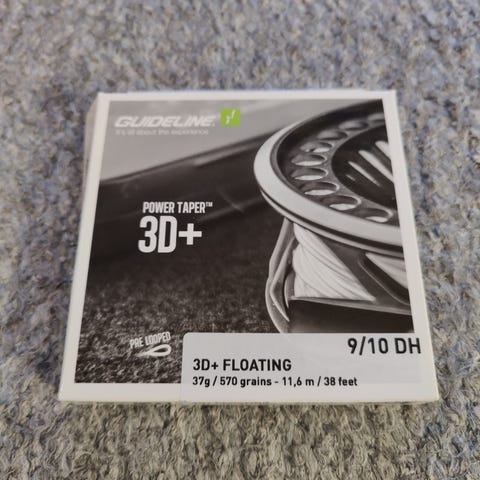 GUIDELINE
It's all about the experience
POWER TAPER™
3D+
PRE LOOPED
9/10 DH
3D+ FLOATING
37g / 570 grains - 11,6 m / 38 feet